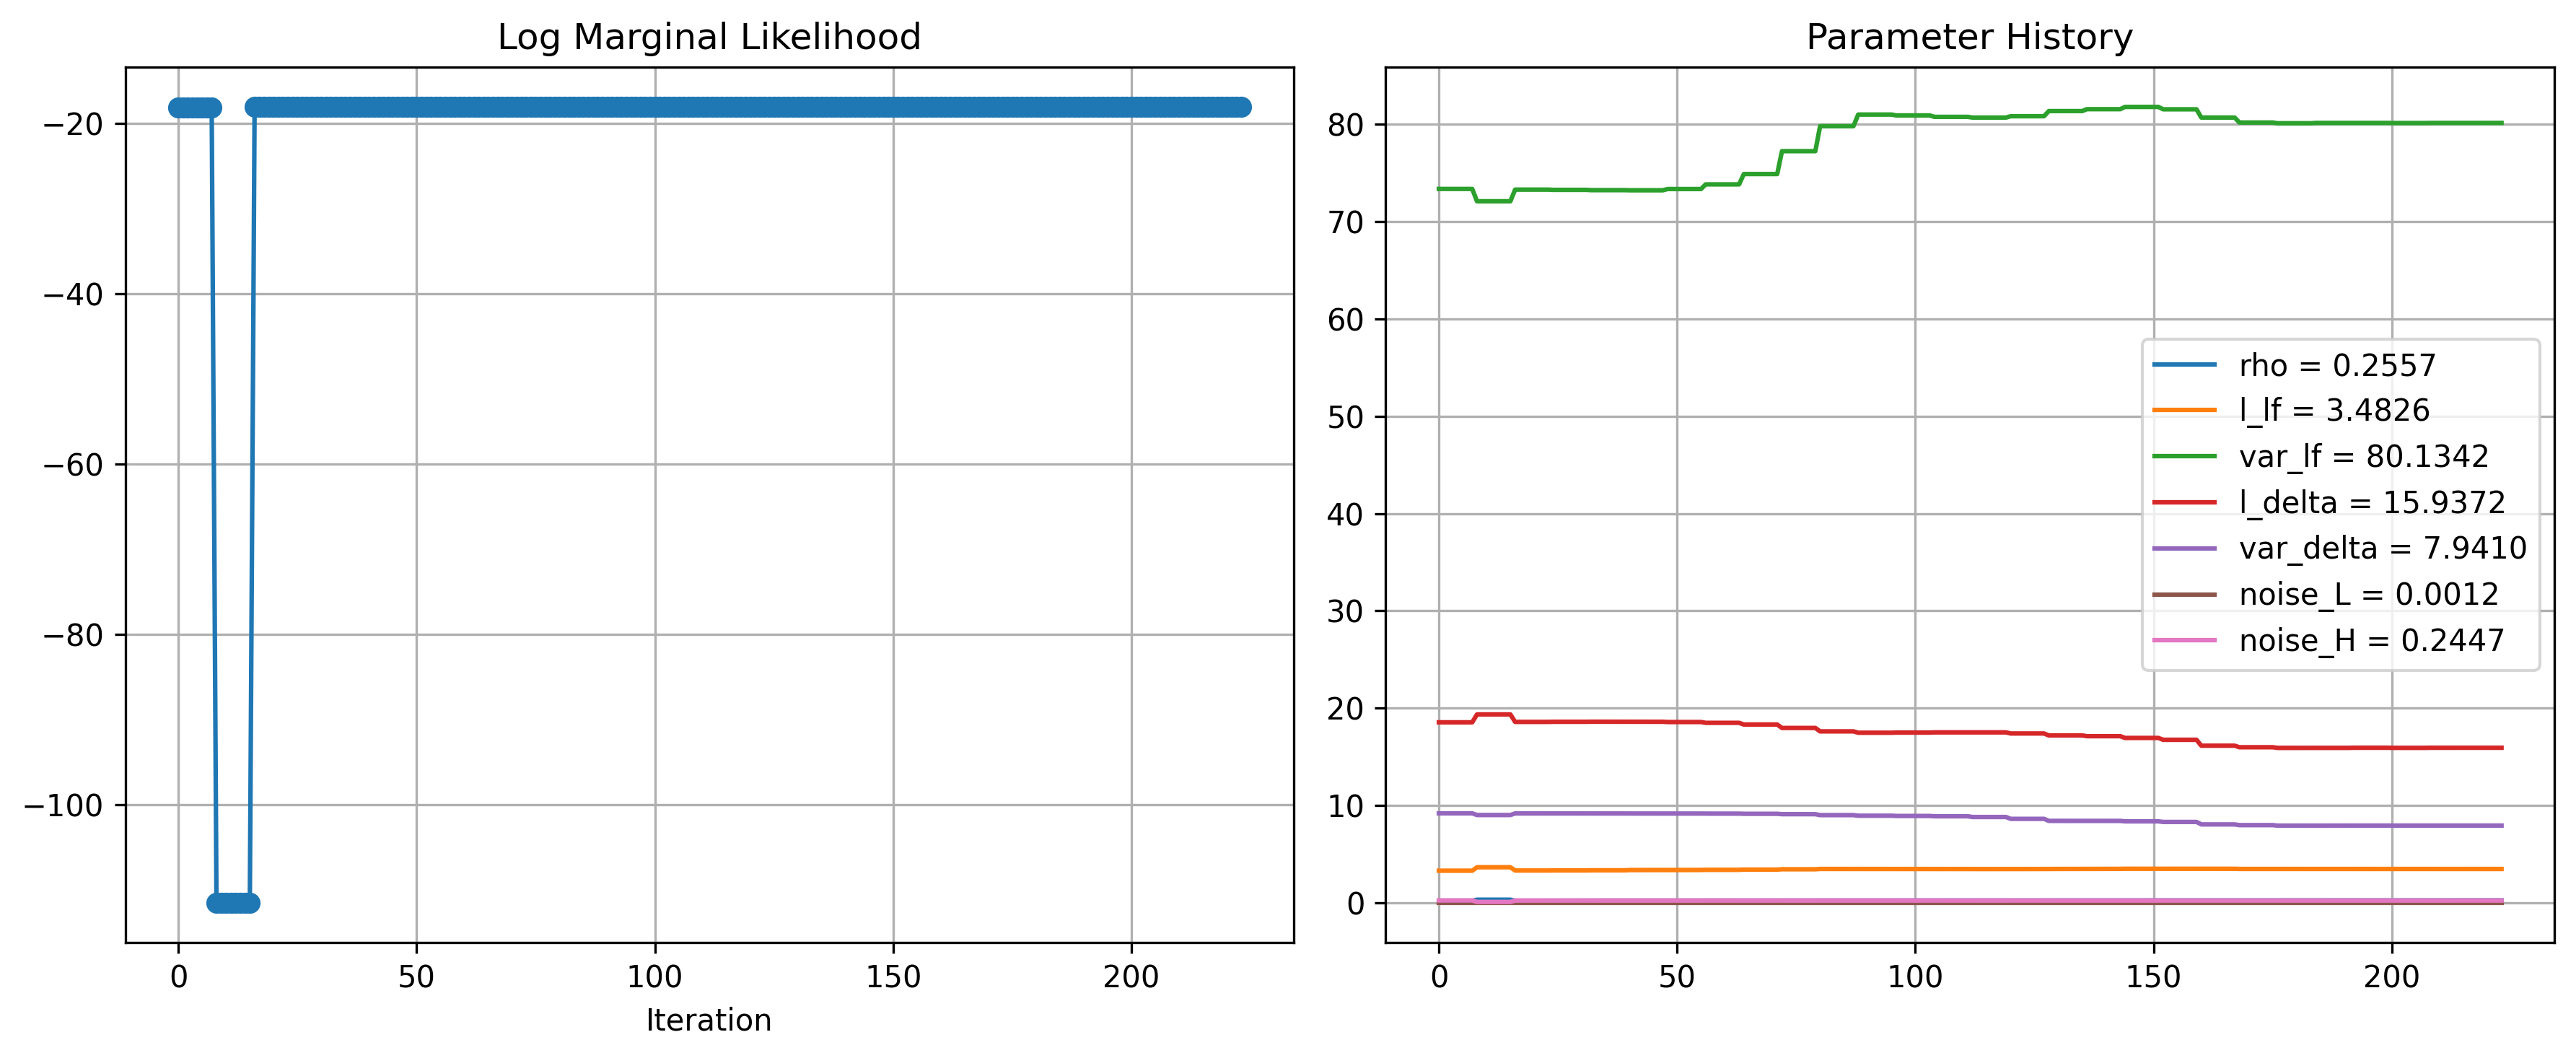 Log Marginal Likelihood
−20
−40
−60
−80
−100
0 50 100 150 200
Iteration
Parameter History
80
70
60
50
40
30
20
10
0
rho = 0.2557
l_lf = 3.4826
var_lf = 80.1342
l_delta = 15.9372
var_delta = 7.9410
noise_L = 0.0012
noise_H = 0.2447
0 50 100 150 200